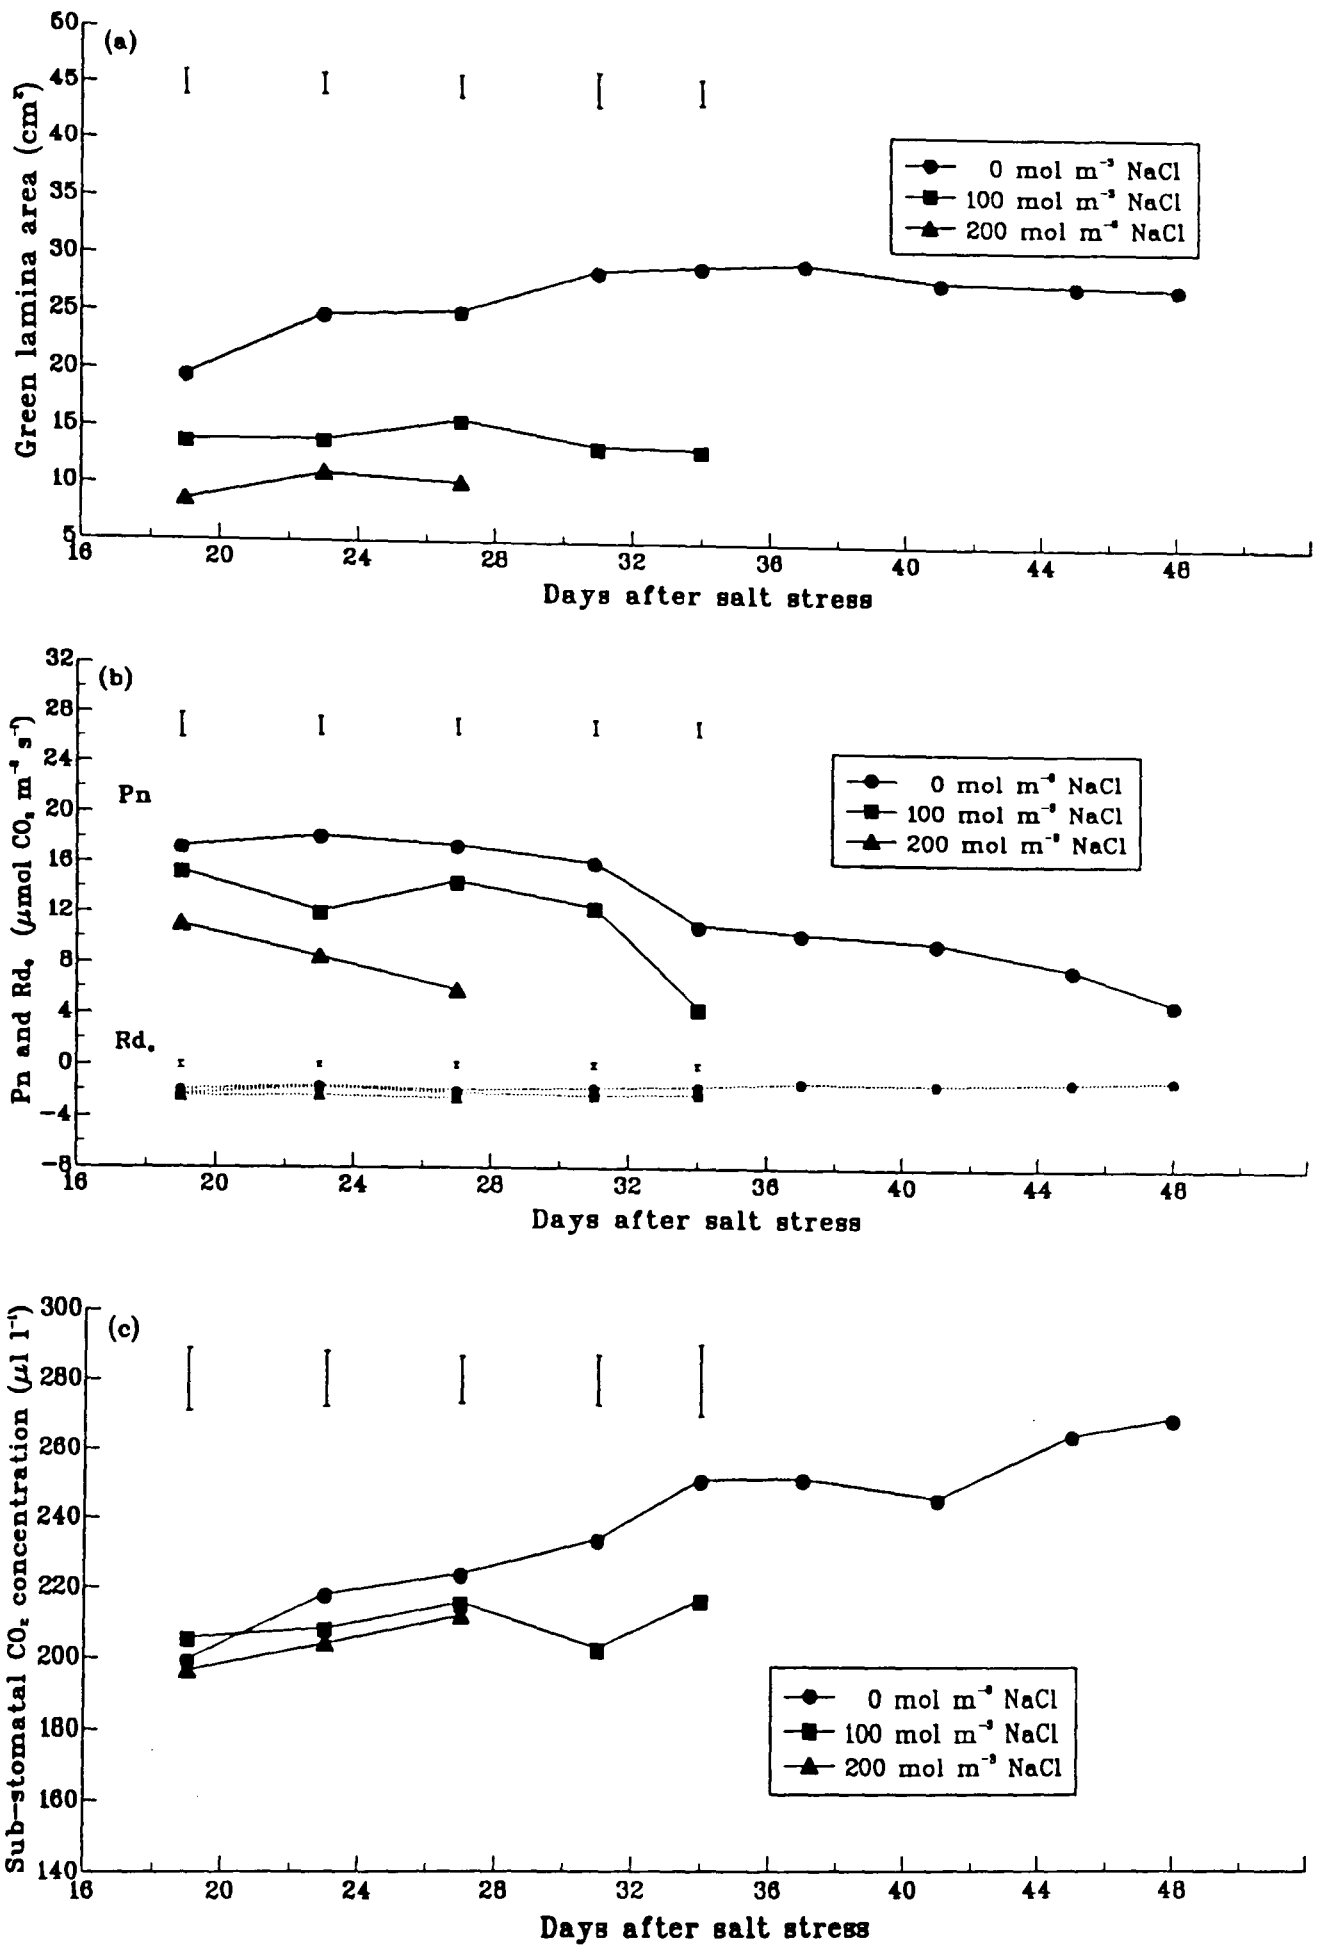 (a)
Green lamina area (cm²)
50
45
40
35
30
25
20
15
10
5
0 mol m⁻³ NaCl
100 mol m⁻³ NaCl
200 mol m⁻³ NaCl
16 20 24 28 32 36 40 44 48
Days after salt stress
(b)
Pn and Rd. (μmol CO₂ m⁻² s⁻¹)
32
28
24
20
16
12
8
4
0
-4
-8
Pn
Rd.
0 mol m⁻³ NaCl
100 mol m⁻³ NaCl
200 mol m⁻³ NaCl
16 20 24 28 32 36 40 44 48
Days after salt stress
(c)
Sub-stomatal CO₂ concentration (μl l⁻¹)
300
280
260
240
220
200
180
160
140
0 mol m⁻³ NaCl
100 mol m⁻³ NaCl
200 mol m⁻³ NaCl
16 20 24 28 32 36 40 44 48
Days after salt stress